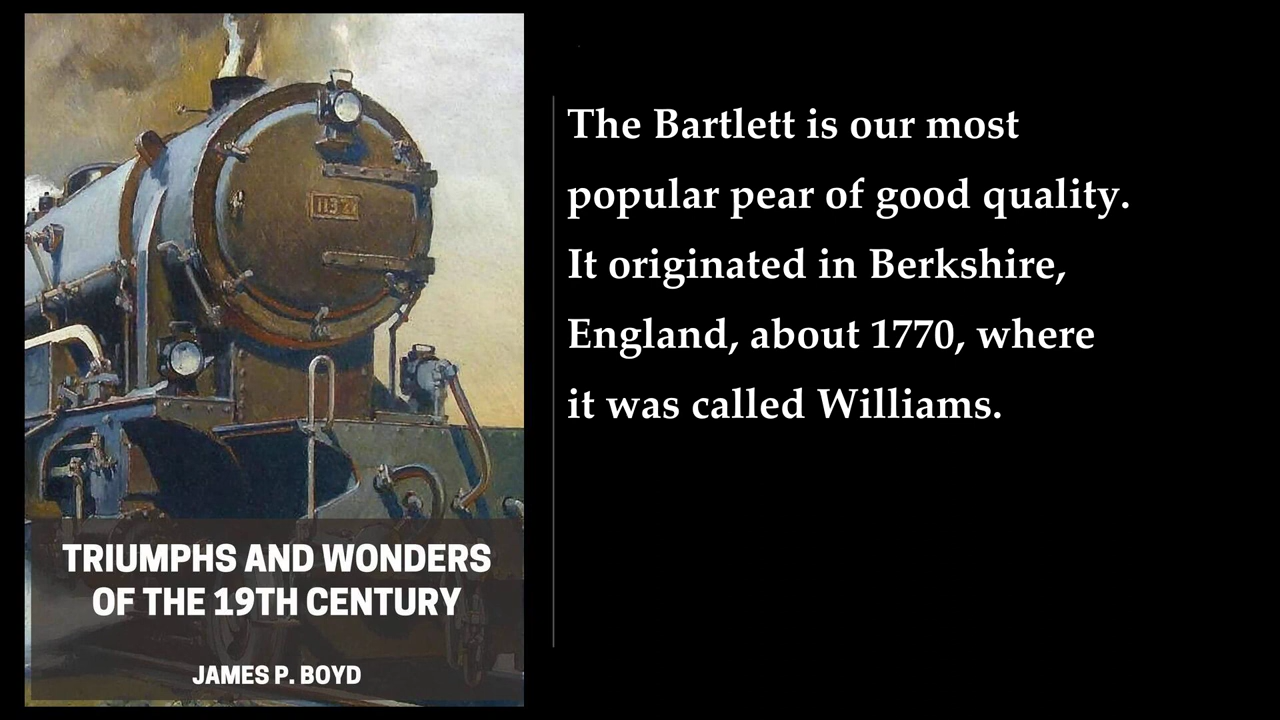 TRIUMPHS AND WONDERS
OF THE 19TH CENTURY
JAMES P. BOYD
The Bartlett is our most
popular pear of good quality.
It originated in Berkshire,
England, about 1770, where
it was called Williams.